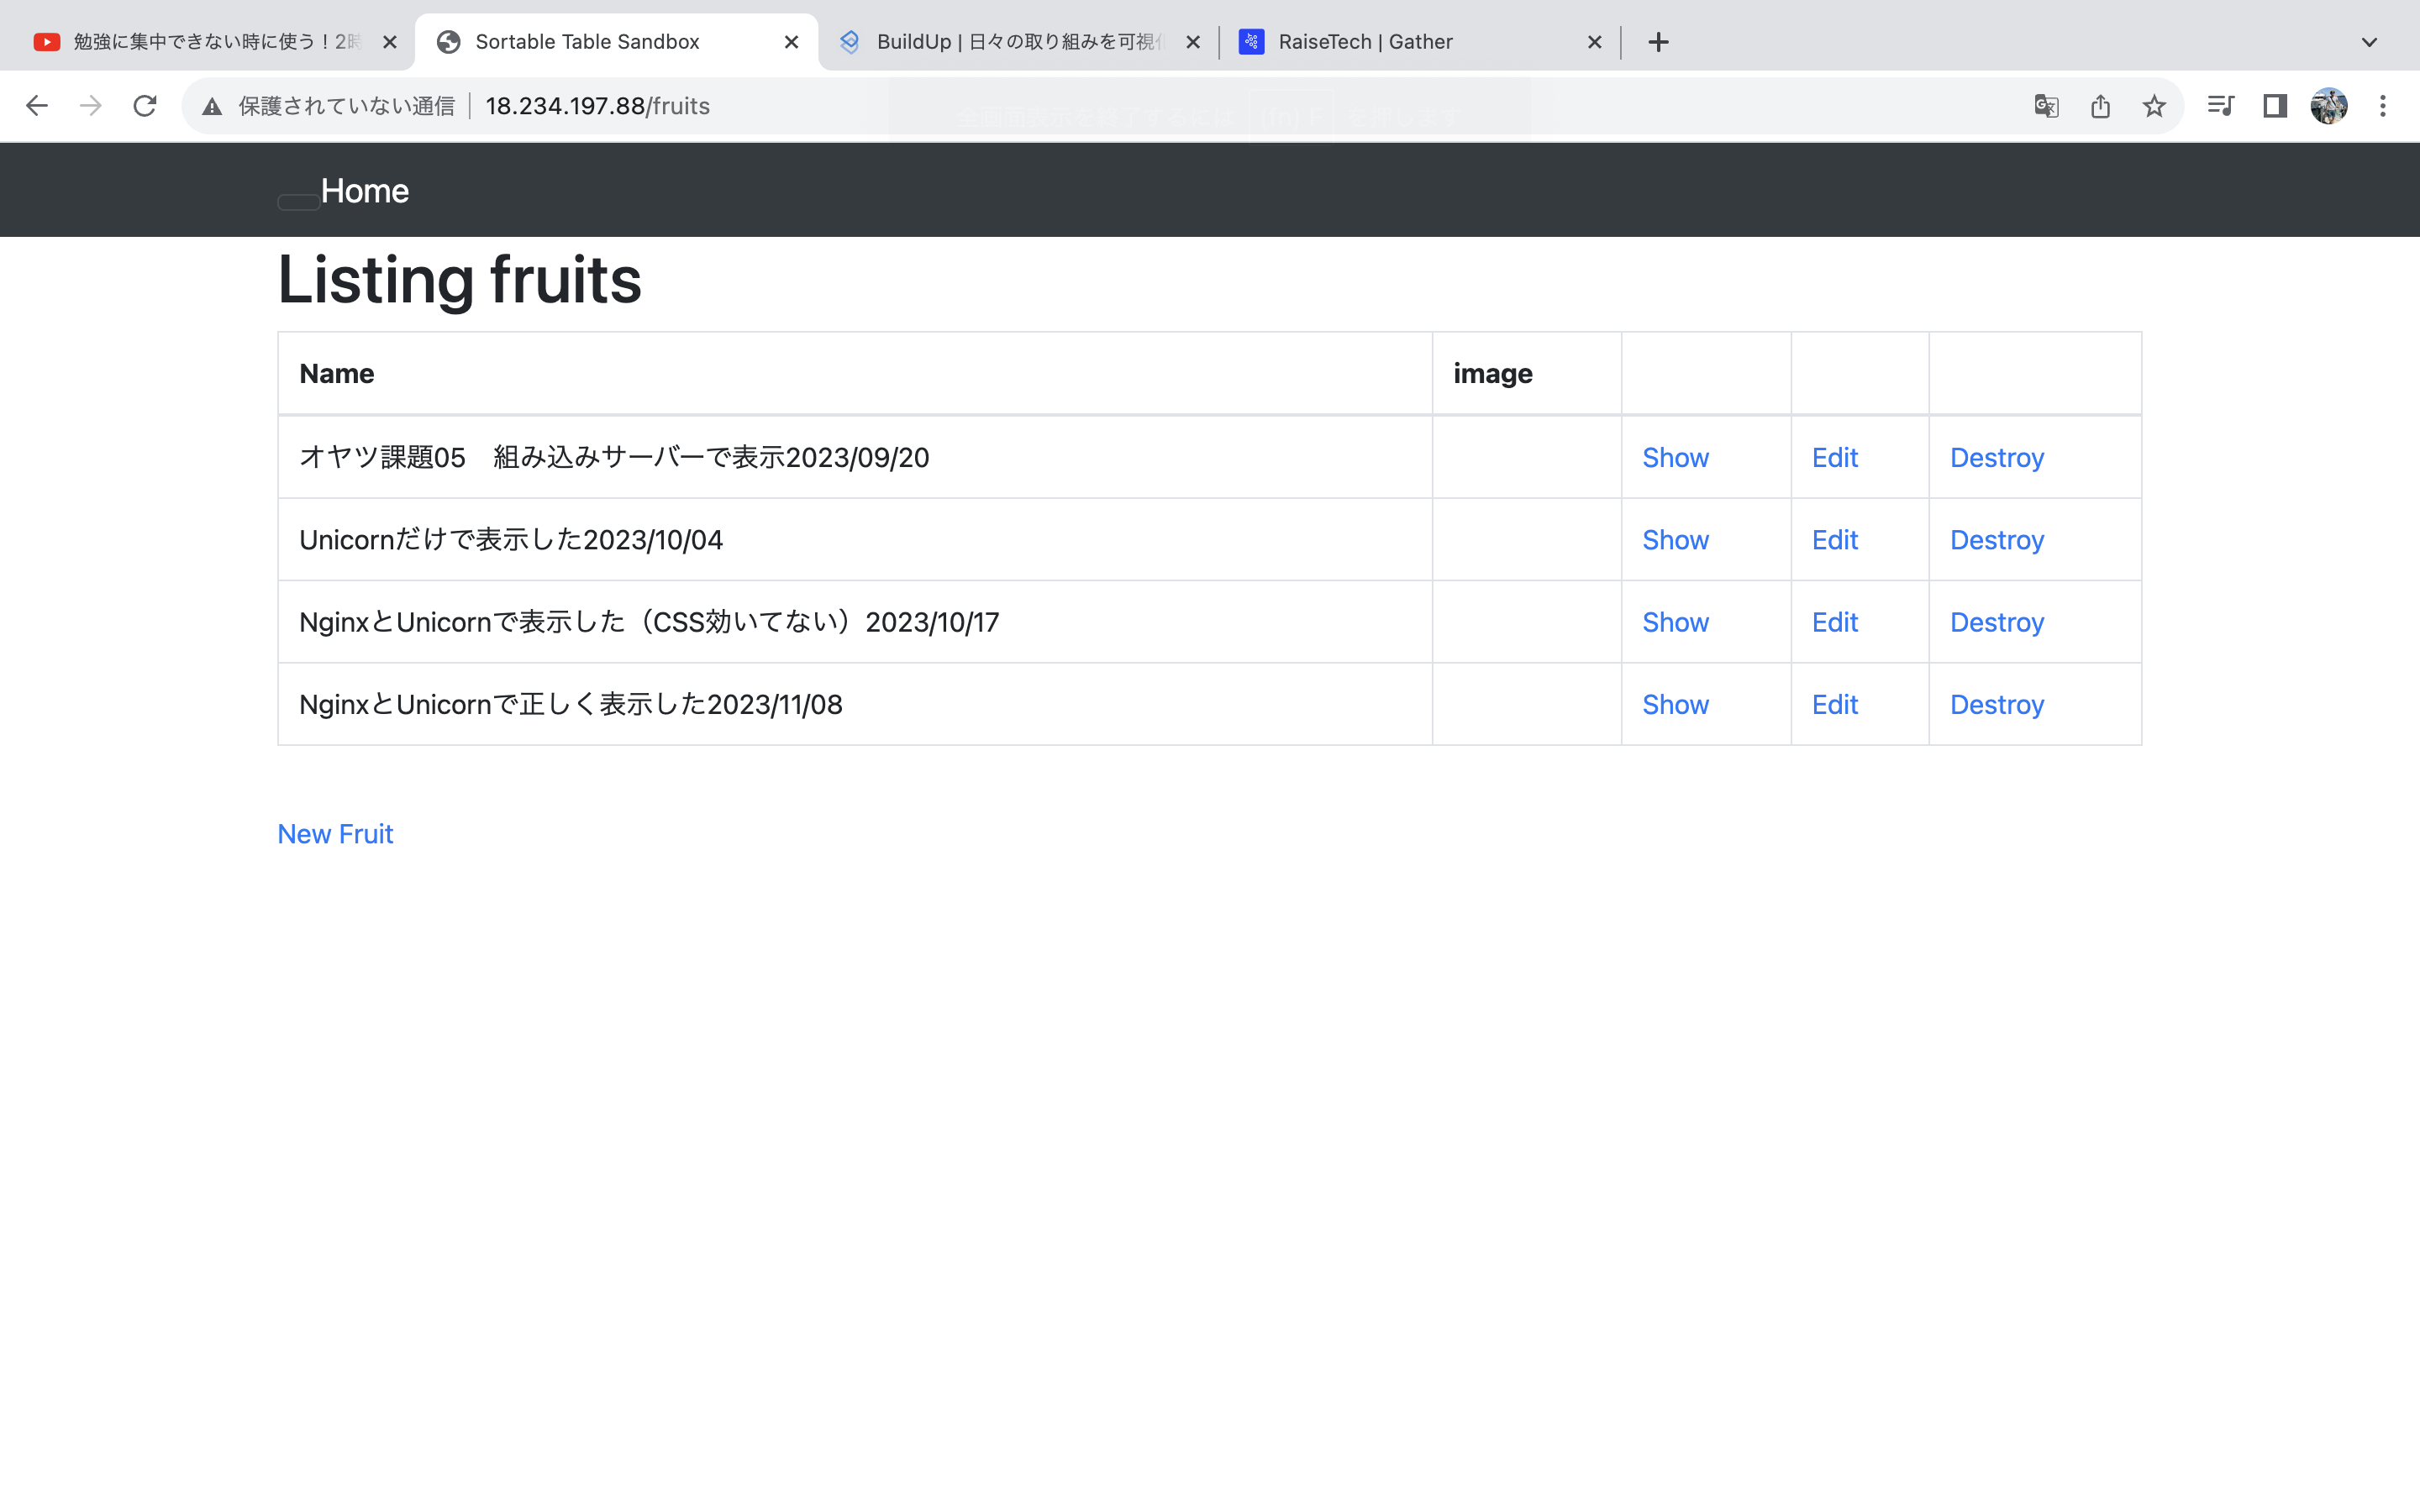 勉強に集中できない時に使う！2時
Sortable Table Sandbox
BuildUp | 日々の取り組みを可視化
RaiseTech | Gather
保護されていない通信
18.234.197.88/fruits
Home
Listing fruits
Name image
オヤツ課題05　組み込みサーバーで表示2023/09/20 Show Edit Destroy
Unicornだけで表示した2023/10/04 Show Edit Destroy
NginxとUnicornで表示した（CSS効いてない）2023/10/17 Show Edit Destroy
NginxとUnicornで正しく表示した2023/11/08 Show Edit Destroy
New Fruit